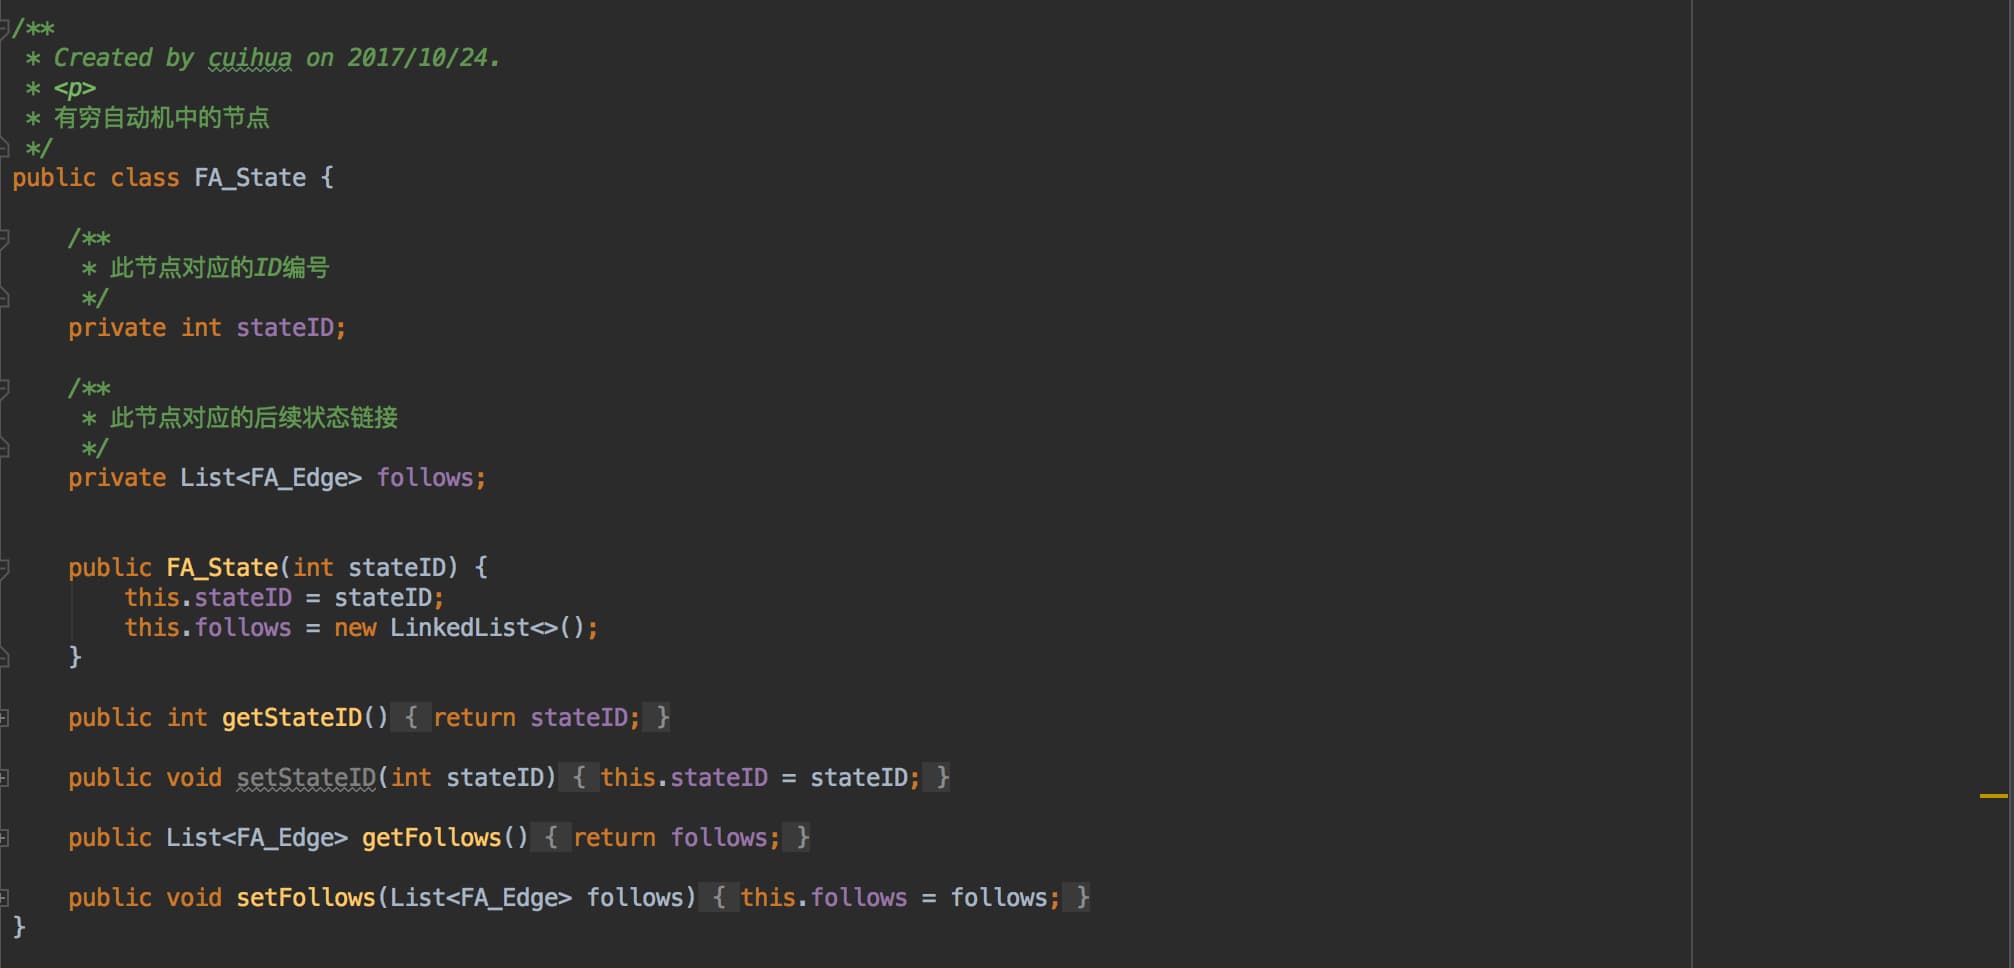 /**
 * Created by cuihua on 2017/10/24.
 * <p>
 * 有穷自动机中的节点
 */
public class FA_State {
    /**
     * 此节点对应的ID编号
     */
    private int stateID;
    /**
     * 此节点对应的后续状态链接
     */
    private List<FA_Edge> follows;
    public FA_State(int stateID) {
        this.stateID = stateID;
        this.follows = new LinkedList<>();
    }
    public int getStateID() { return stateID; }
    public void setStateID(int stateID) { this.stateID = stateID; }
    public List<FA_Edge> getFollows() { return follows; }
    public void setFollows(List<FA_Edge> follows) { this.follows = follows; }
}